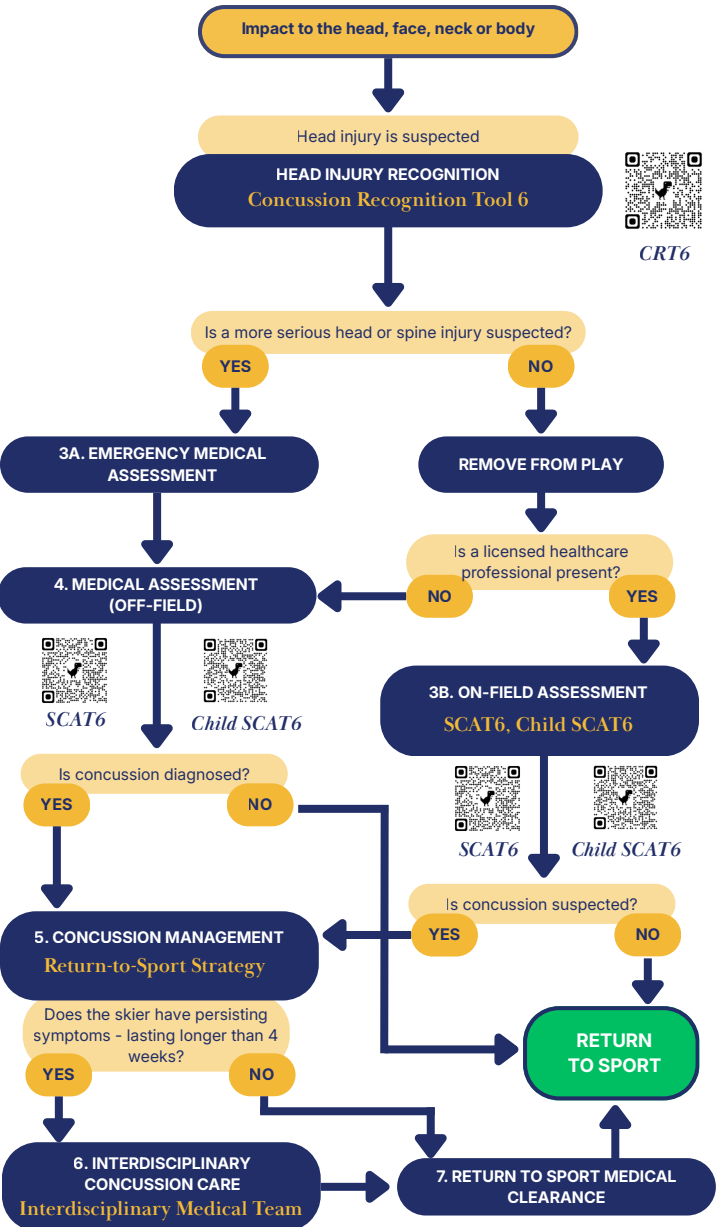 Impact to the head, face, neck or body
Head injury is suspected
HEAD INJURY RECOGNITION
Concussion Recognition Tool 6
CRT6
Is a more serious head or spine injury suspected?
YES
NO
3A. EMERGENCY MEDICAL
ASSESSMENT
REMOVE FROM PLAY
Is a licensed healthcare
professional present?
NO
YES
4. MEDICAL ASSESSMENT
(OFF-FIELD)
SCAT6
Child SCAT6
3B. ON-FIELD ASSESSMENT
SCAT6, Child SCAT6
SCAT6
Child SCAT6
Is concussion diagnosed?
YES
NO
Is concussion suspected?
YES
NO
5. CONCUSSION MANAGEMENT
Return-to-Sport Strategy
Does the skier have persisting
symptoms - lasting longer than 4
weeks?
YES
NO
RETURN
TO SPORT
6. INTERDISCIPLINARY
CONCUSSION CARE
Interdisciplinary Medical Team
7. RETURN TO SPORT MEDICAL
CLEARANCE